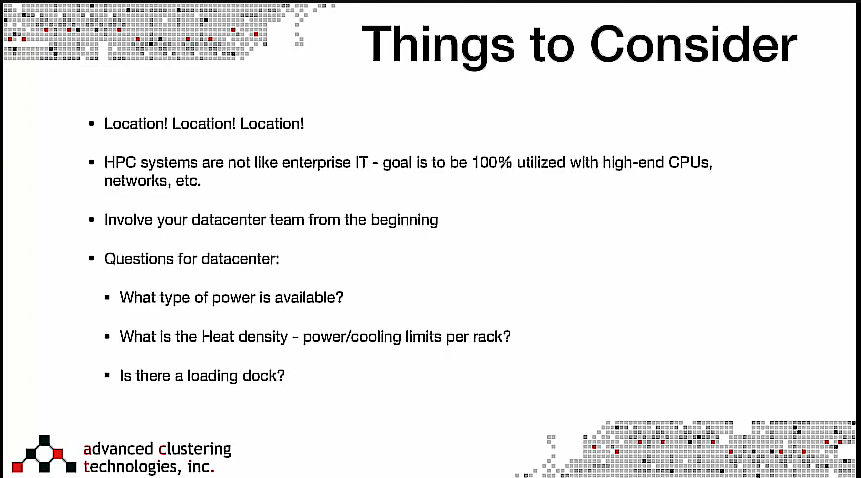 Things to Consider
Location! Location! Location!
HPC systems are not like enterprise IT - goal is to be 100% utilized with high-end CPUs,
networks, etc.
Involve your datacenter team from the beginning
Questions for datacenter:
What type of power is available?
What is the Heat density - power/cooling limits per rack?
Is there a loading dock?
advanced clustering
technologies, inc.